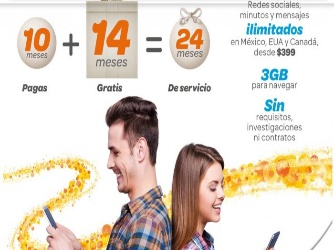 Redes sociales,
minutos y mensajes
ilimitados
en México, EUA y Canadá,
desde $399
3GB
para navegar
Sin
requisitos,
investigaciones
ni contratos
10 + 14 = 24
meses meses meses
Pagas Gratis De servicio